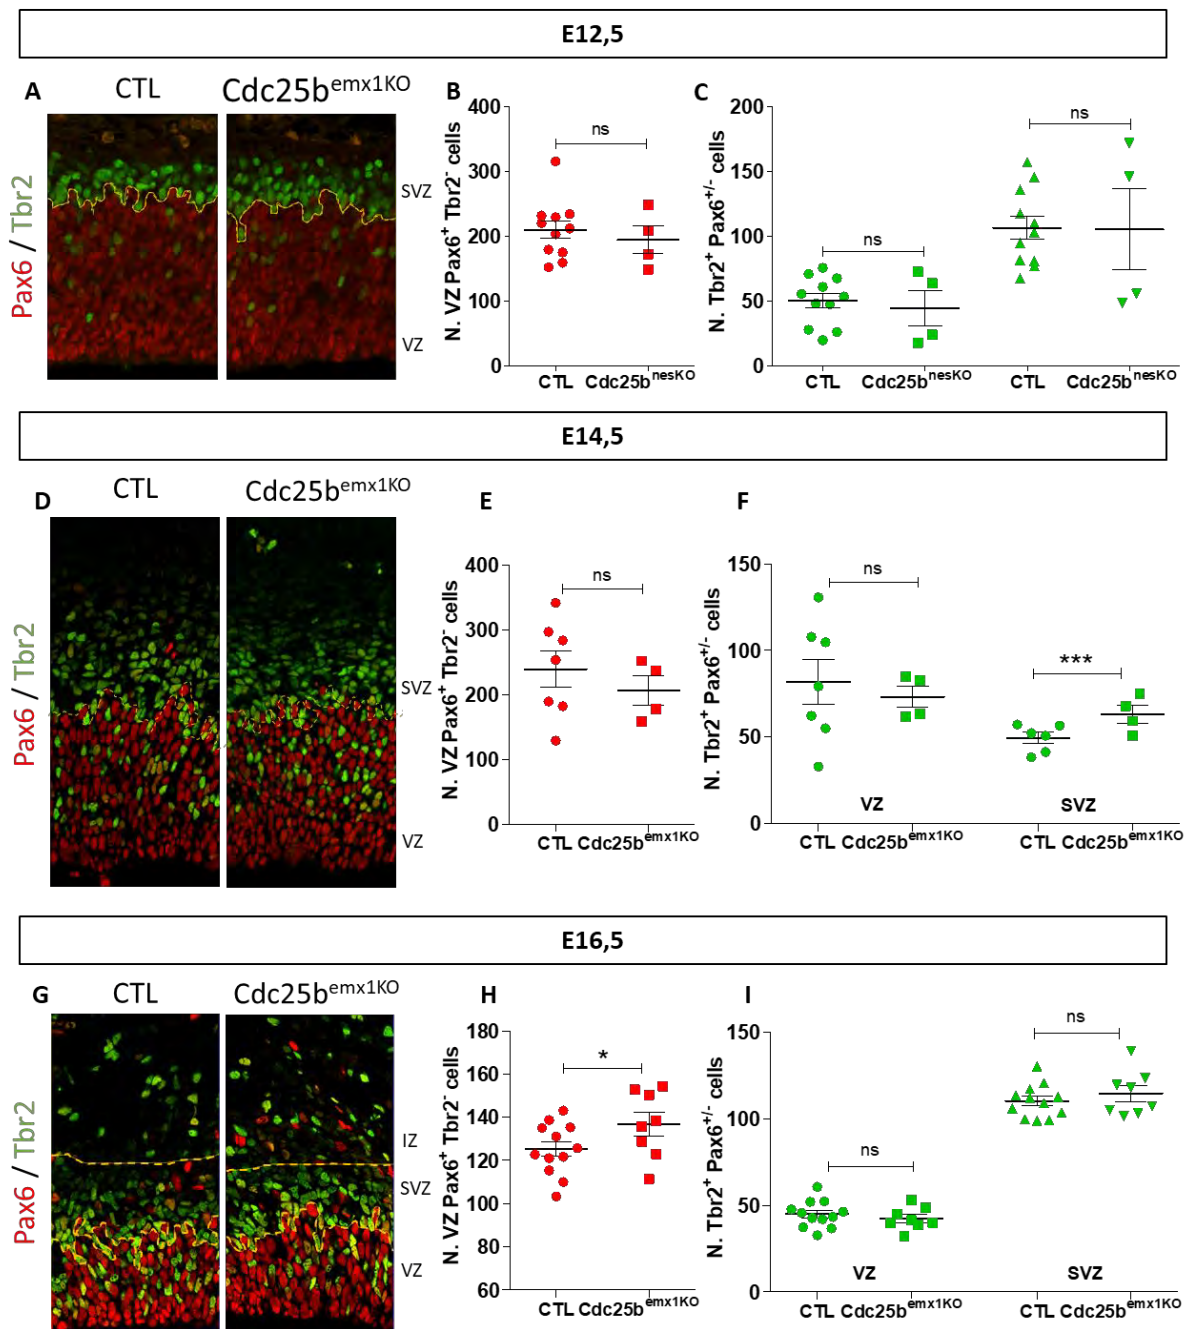 E12,5
A CTL Cdc25b^emx1KO
Pax6 / Tbr2
SVZ
VZ
B
N. VZ Pax6⁺ Tbr2⁻ cells
400
300
200
100
0
ns
CTL Cdc25b^nesKO
C
N. Tbr2⁺ Pax6⁺/⁻ cells
200
150
100
50
0
ns
ns
CTL Cdc25b^nesKO CTL Cdc25b^nesKO
E14,5
D CTL Cdc25b^emx1KO
Pax6 / Tbr2
SVZ
VZ
E
N. VZ Pax6⁺ Tbr2⁻ cells
400
300
200
100
0
ns
CTL Cdc25b^emx1KO
F
N. Tbr2⁺ Pax6⁺/⁻ cells
150
100
50
0
ns
***
VZ SVZ
CTL Cdc25b^emx1KO CTL Cdc25b^emx1KO
E16,5
G CTL Cdc25b^emx1KO
Pax6 / Tbr2
IZ
SVZ
VZ
H
N. VZ Pax6⁺ Tbr2⁻ cells
180
160
140
120
100
80
60
*
CTL Cdc25b^emx1KO
I
N. Tbr2⁺ Pax6⁺/⁻ cells
150
100
50
0
ns
ns
VZ SVZ
CTL Cdc25b^emx1KO CTL Cdc25b^emx1KO